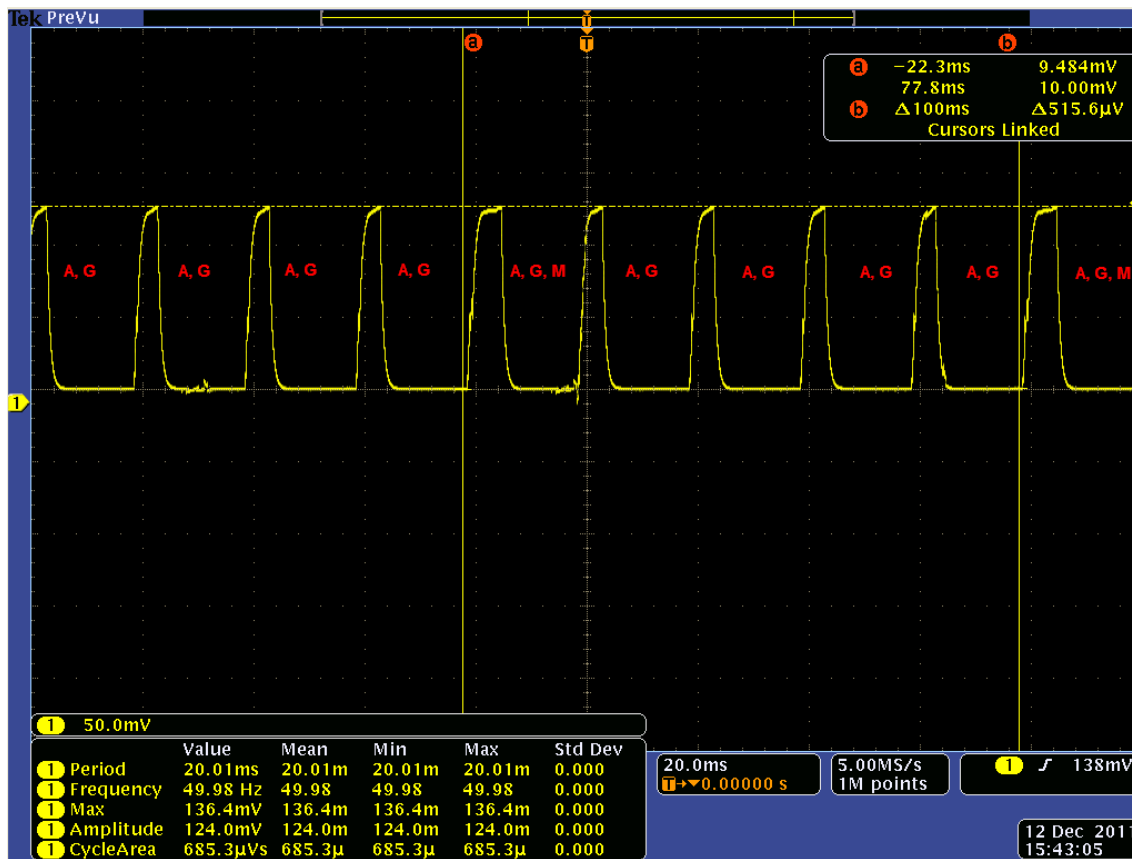 Tek PreVu
T
a T b
a −22.3ms 9.484mV
77.8ms 10.00mV
b Δ100ms Δ515.6µV
Cursors Linked
A, G A, G A, G A, G A, G, M A, G A, G A, G A, G A, G, M
1
1 50.0mV
Value Mean Min Max Std Dev
1 Period 20.01ms 20.01m 20.01m 20.01m 0.000
1 Frequency 49.98 Hz 49.98 49.98 49.98 0.000
1 Max 136.4mV 136.4m 136.4m 136.4m 0.000
1 Amplitude 124.0mV 124.0m 124.0m 124.0m 0.000
1 CycleArea 685.3µVs 685.3µ 685.3µ 685.3µ 0.000
20.0ms
T→▼0.00000 s
5.00MS/s
1M points
1 138mV
12 Dec 2011
15:43:05